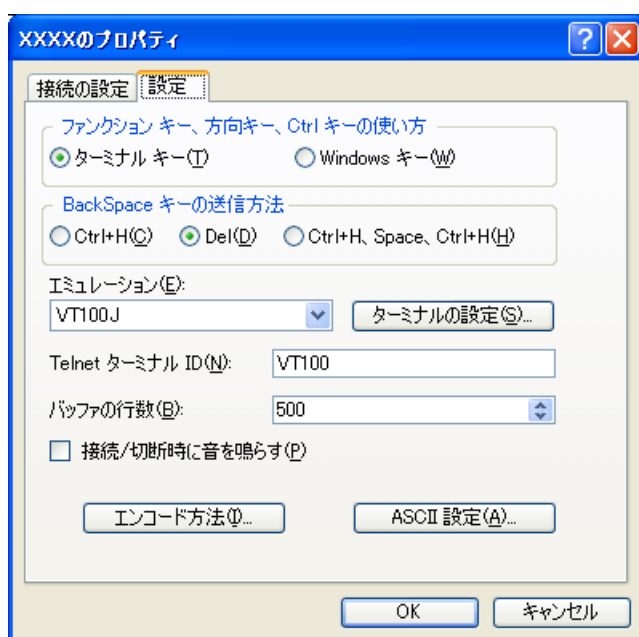 XXXXのプロパティ
接続の設定 設定
ファンクション キー、方向キー、Ctrl キーの使い方
ターミナル キー(T) Windows キー(W)
BackSpace キーの送信方法
Ctrl+H(C) Del(D) Ctrl+H、Space、Ctrl+H(H)
エミュレーション(E):
VT100J ターミナルの設定(S)...
Telnet ターミナル ID(N): VT100
バッファの行数(B): 500
接続/切断時に音を鳴らす(P)
エンコード方法(I)... ASCII 設定(A)...
OK キャンセル